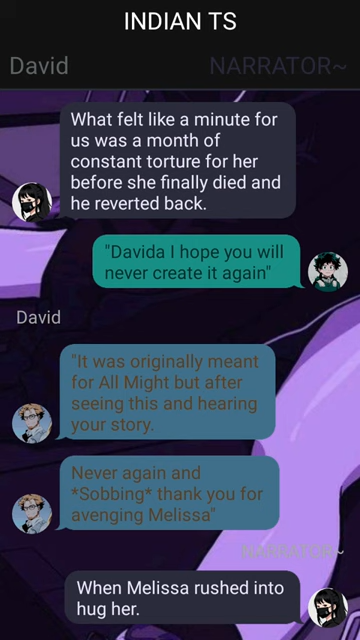 INDIAN TS
David NARRATOR~
What felt like a minute for
us was a month of
constant torture for her
before she finally died and
he reverted back.
"Davida I hope you will
never create it again"
David
"It was originally meant
for All Might but after
seeing this and hearing
your story.
Never again and
*Sobbing* thank you for
avenging Melissa"
NARRATOR~
When Melissa rushed into
hug her.